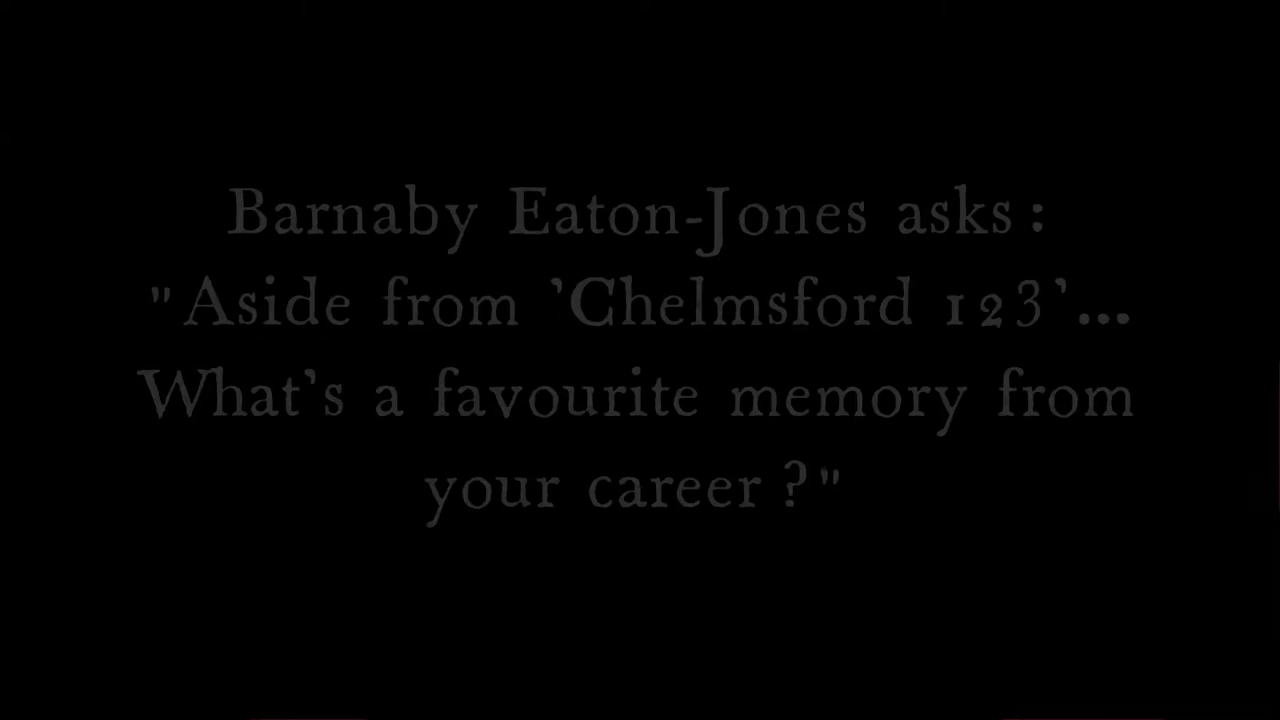 Barnaby Eaton-Jones asks:
"Aside from 'Chelmsford 123'...
What's a favourite memory from
your career?"